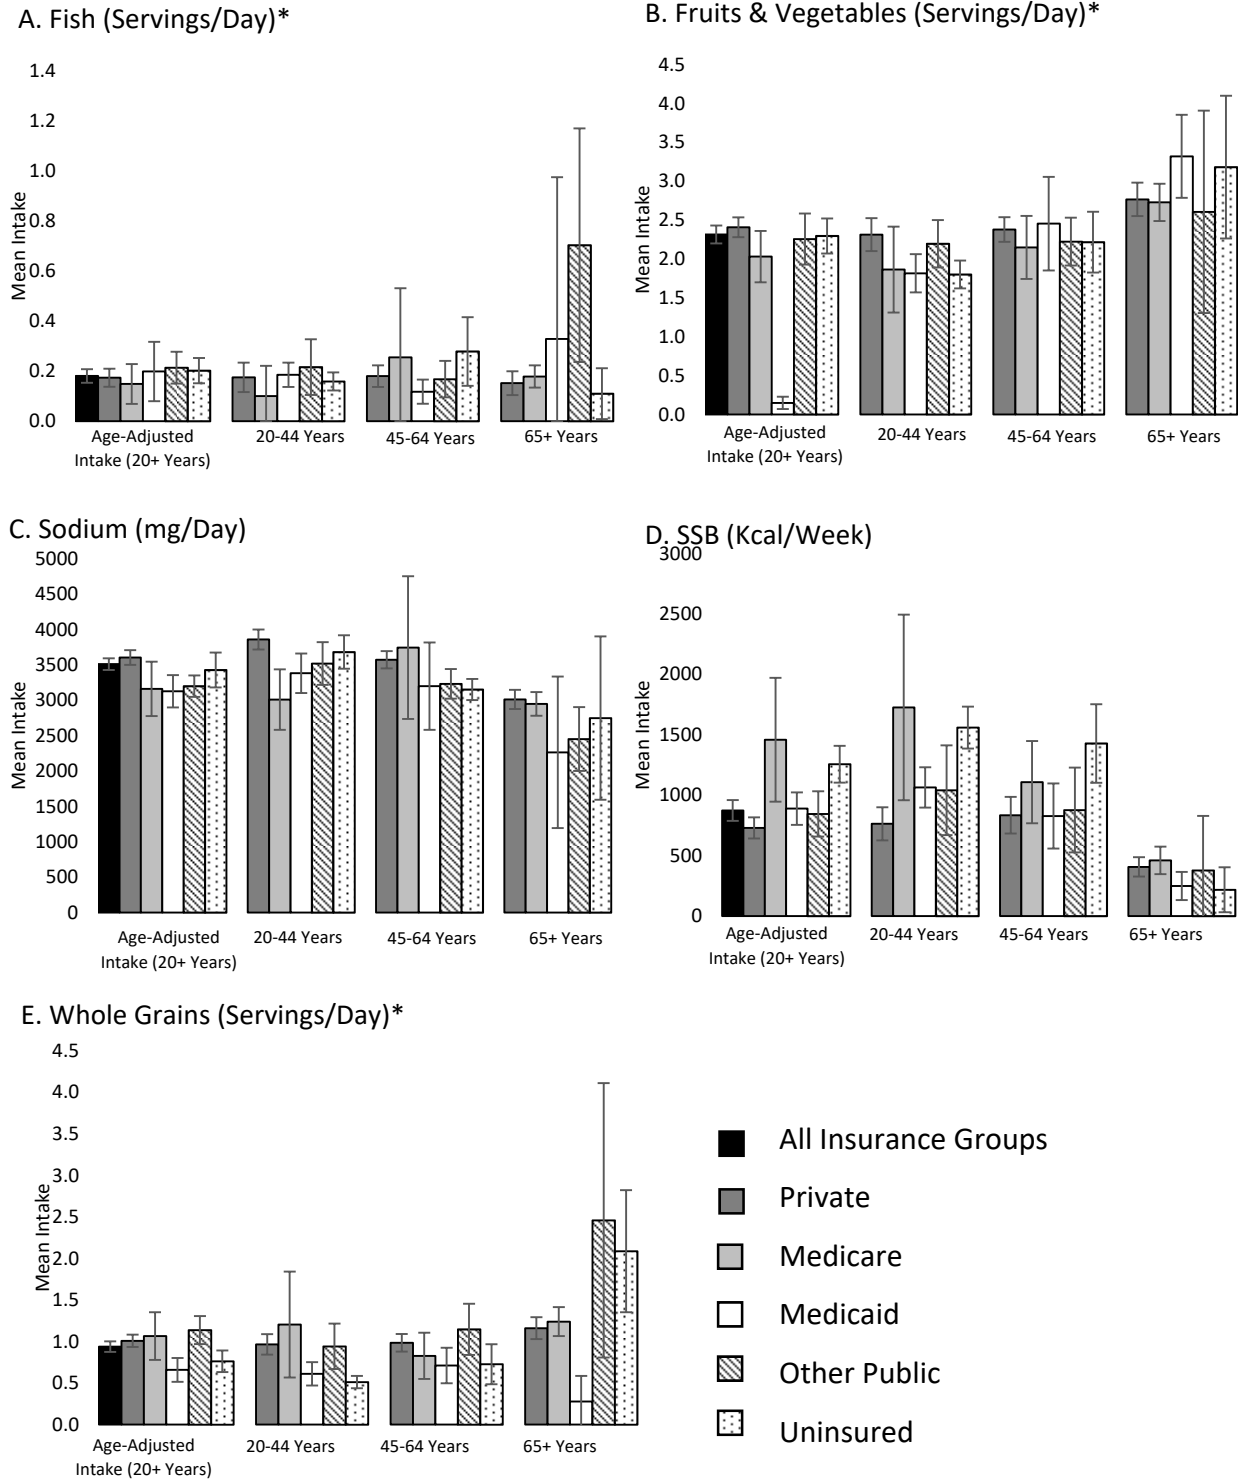 A. Fish (Servings/Day)*
1.4
1.2
1.0
0.8
0.6
0.4
0.2
0.0
Mean Intake
Age-Adjusted
Intake (20+ Years)
20-44 Years
45-64 Years
65+ Years
B. Fruits & Vegetables (Servings/Day)*
4.5
4.0
3.5
3.0
2.5
2.0
1.5
1.0
0.5
0.0
Mean Intake
Age-Adjusted
Intake (20+ Years)
20-44 Years
45-64 Years
65+ Years
C. Sodium (mg/Day)
5000
4500
4000
3500
3000
2500
2000
1500
1000
500
0
Mean Intake
Age-Adjusted
Intake (20+ Years)
20-44 Years
45-64 Years
65+ Years
D. SSB (Kcal/Week)
3000
2500
2000
1500
1000
500
0
Mean Intake
Age-Adjusted
Intake (20+ Years)
20-44 Years
45-64 Years
65+ Years
E. Whole Grains (Servings/Day)*
4.5
4.0
3.5
3.0
2.5
2.0
1.5
1.0
0.5
0.0
Mean Intake
Age-Adjusted
Intake (20+ Years)
20-44 Years
45-64 Years
65+ Years
All Insurance Groups
Private
Medicare
Medicaid
Other Public
Uninsured